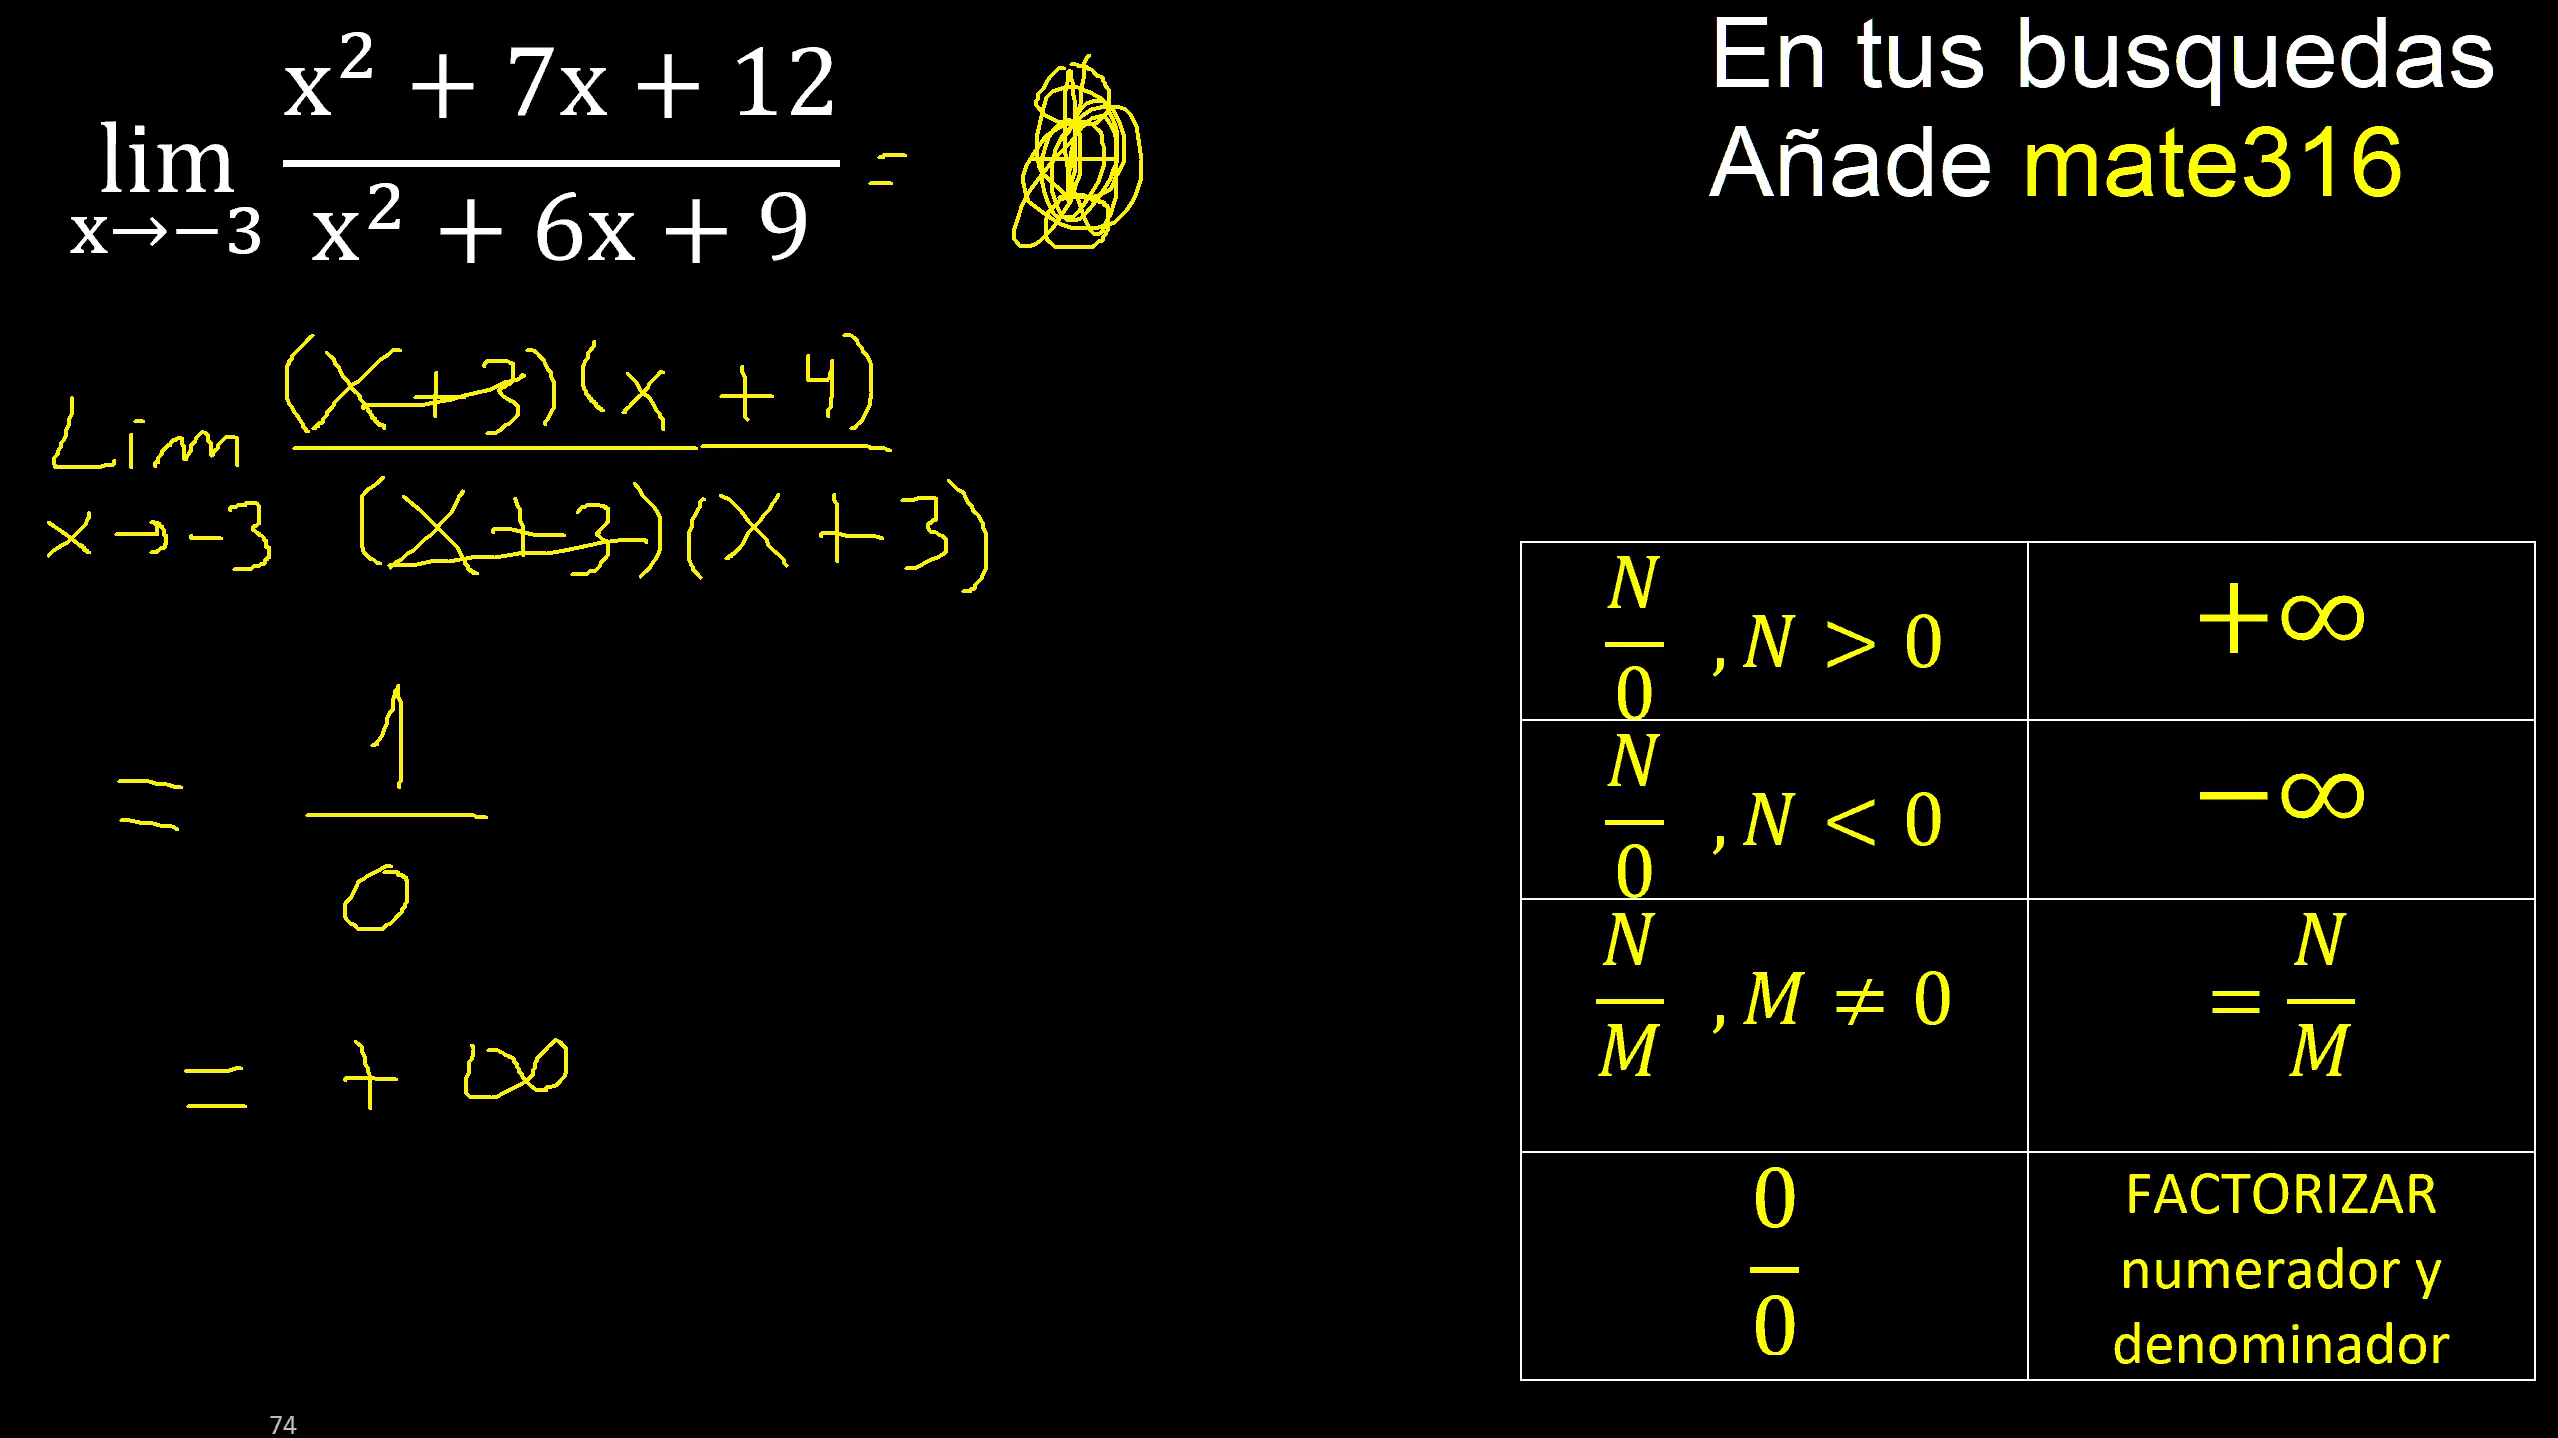 lim x→−3 (x² + 7x + 12)/(x² + 6x + 9) =
En tus busquedas
Añade mate316
Lim x→-3 (x+3)(x + 4)/(x+3)(x+3)
= 1/0
= + ∞
N/0 , N > 0 +∞
N/0 , N < 0 −∞
N/M , M ≠ 0 = N/M
0/0 FACTORIZAR
numerador y
denominador
74